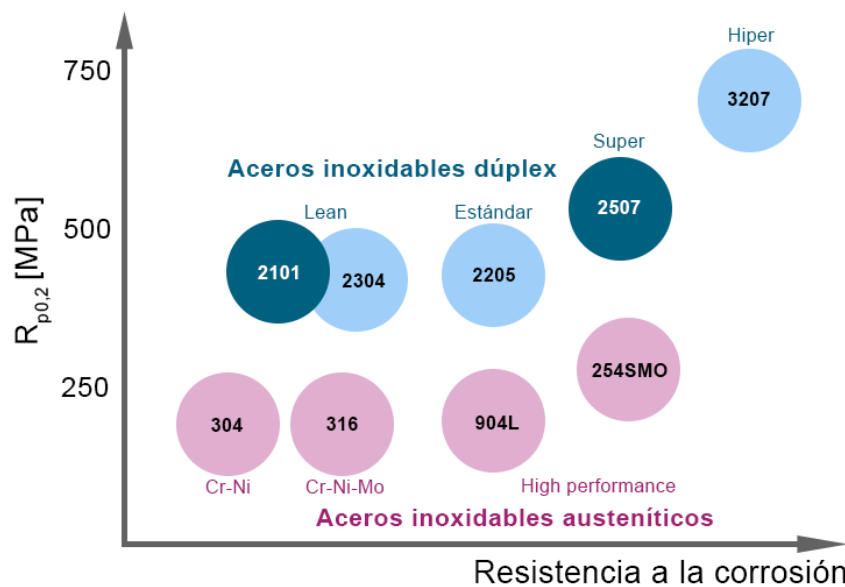 Hiper
750
3207
Super
Aceros inoxidables dúplex
2507
Lean
Estándar
500
2101
2304
2205
R p0,2 [MPa]
250
254SMO
304
316
904L
Cr-Ni
Cr-Ni-Mo
High performance
Aceros inoxidables austeníticos
Resistencia a la corrosión